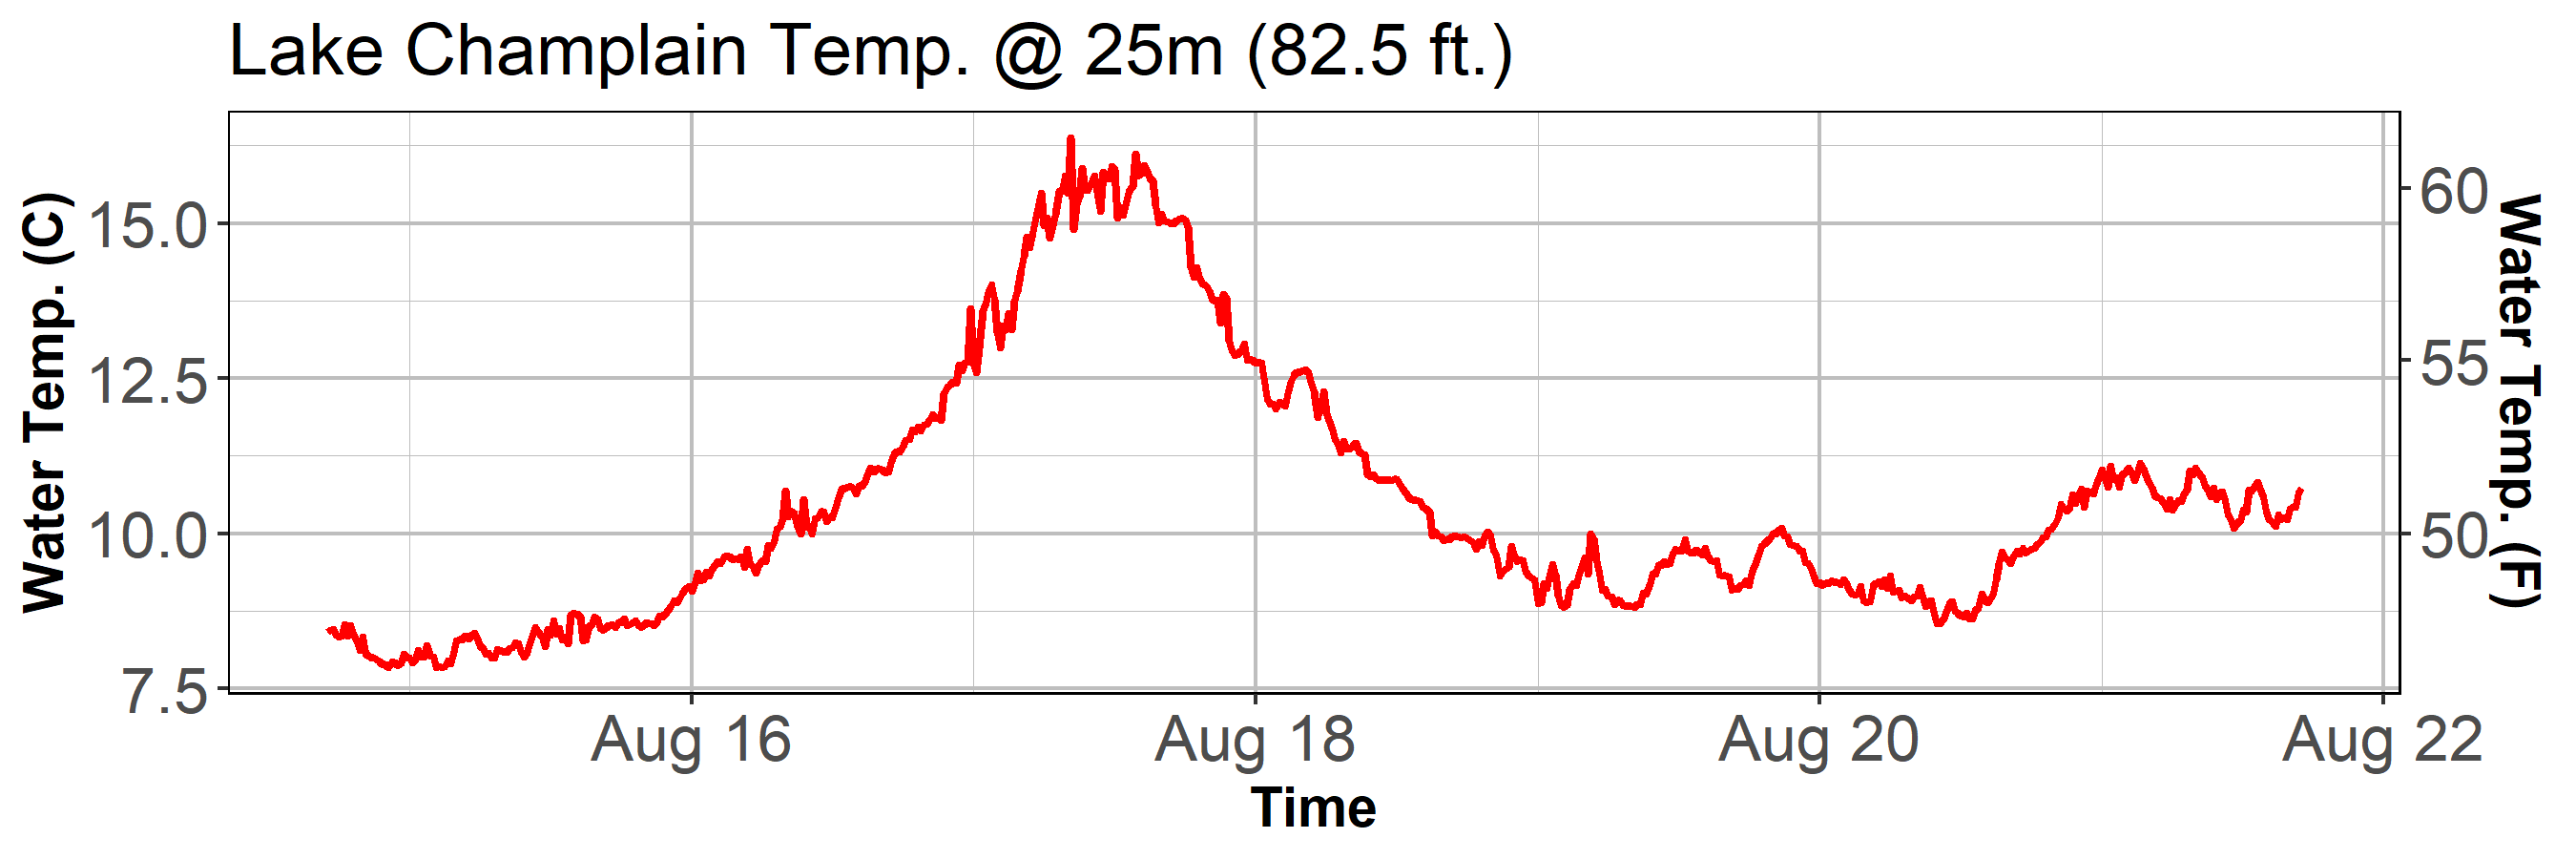 Lake Champlain Temp. @ 25m (82.5 ft.)
Water Temp. (C)
15.0
12.5
10.0
7.5
60
55
50
Water Temp. (F)
Aug 16 Aug 18 Aug 20 Aug 22
Time